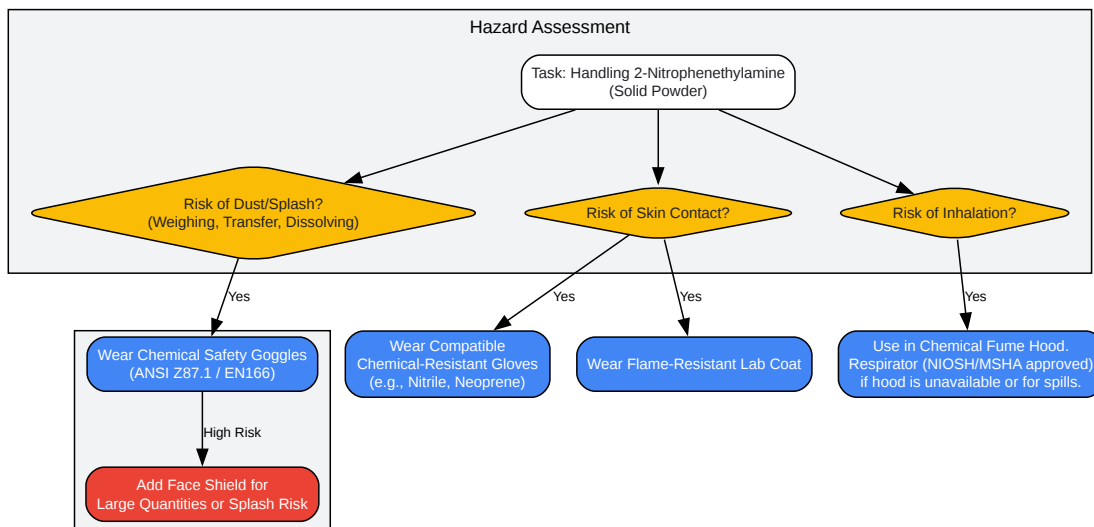 Hazard Assessment
Task: Handling 2-Nitrophenethylamine
(Solid Powder)
Risk of Dust/Splash?
(Weighing, Transfer, Dissolving)
Risk of Skin Contact?
Risk of Inhalation?
Yes
Yes
Yes
Yes
Wear Chemical Safety Goggles
(ANSI Z87.1 / EN166)
Wear Compatible
Chemical-Resistant Gloves
(e.g., Nitrile, Neoprene)
Wear Flame-Resistant Lab Coat
Use in Chemical Fume Hood.
Respirator (NIOSH/MSHA approved)
if hood is unavailable or for spills.
High Risk
Add Face Shield for
Large Quantities or Splash Risk